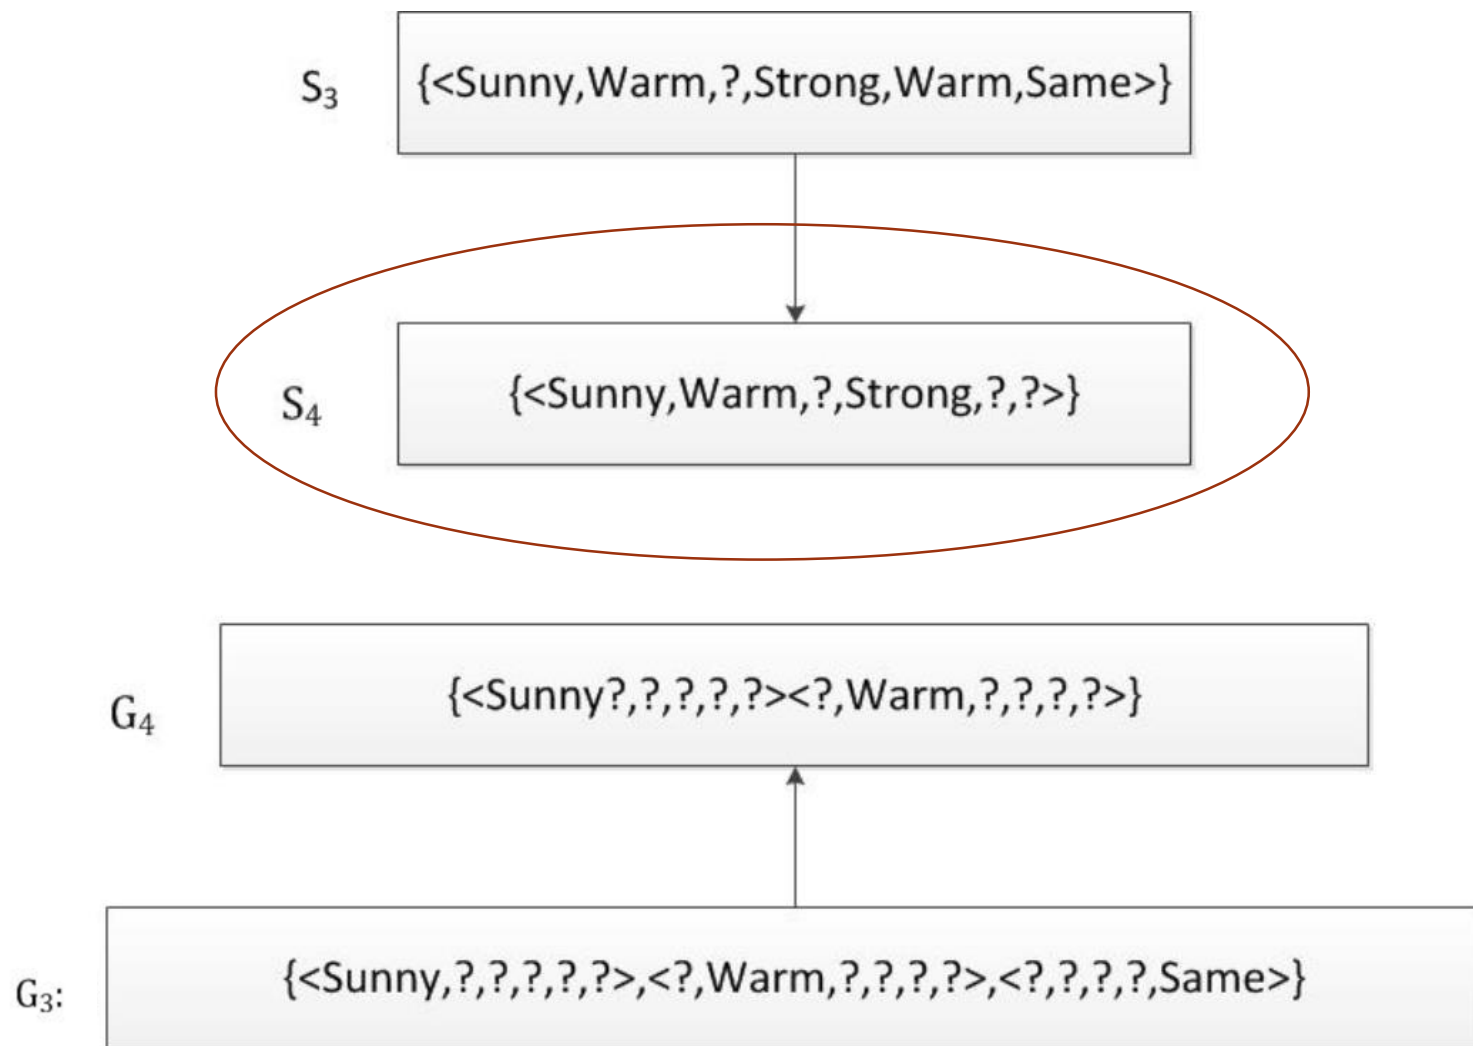 S₃ {<Sunny,Warm,?,Strong,Warm,Same>}
S₄ {<Sunny,Warm,?,Strong,?,?>}
G₄ {<Sunny?,?,?,?,?><?,Warm,?,?,?,?>}
G₃: {<Sunny,?,?,?,?,?>,<?,Warm,?,?,?,?>,<?,?,?,?,Same>}